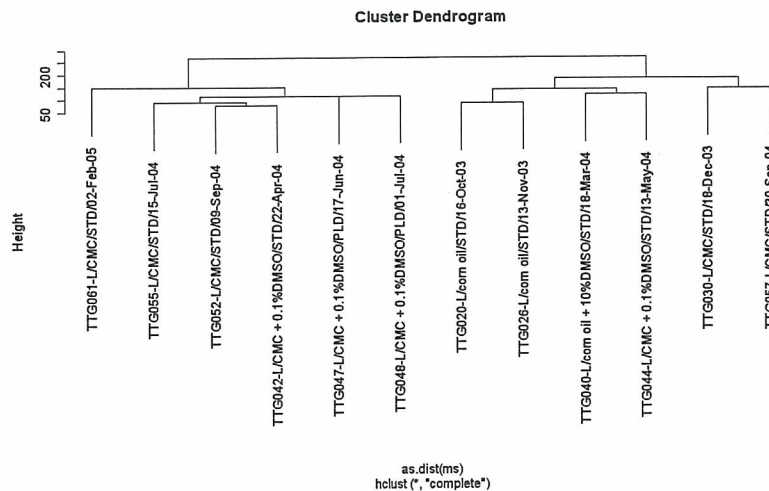 Cluster Dendrogram
Height
200
50
TTG061-L/CMC/STD/02-Feb-05
TTG055-L/CMC/STD/15-Jul-04
TTG052-L/CMC/STD/09-Sep-04
TTG042-L/CMC + 0.1%DMSO/STD/22-Apr-04
TTG047-L/CMC + 0.1%DMSO/PLD/17-Jun-04
TTG048-L/CMC + 0.1%DMSO/PLD/01-Jul-04
TTG020-L/corn oil/STD/16-Oct-03
TTG026-L/corn oil/STD/13-Nov-03
TTG040-L/corn oil + 10%DMSO/STD/18-Mar-04
TTG044-L/CMC + 0.1%DMSO/STD/13-May-04
TTG030-L/CMC/STD/18-Dec-03
as.dist(ms)
hclust (*, "complete")